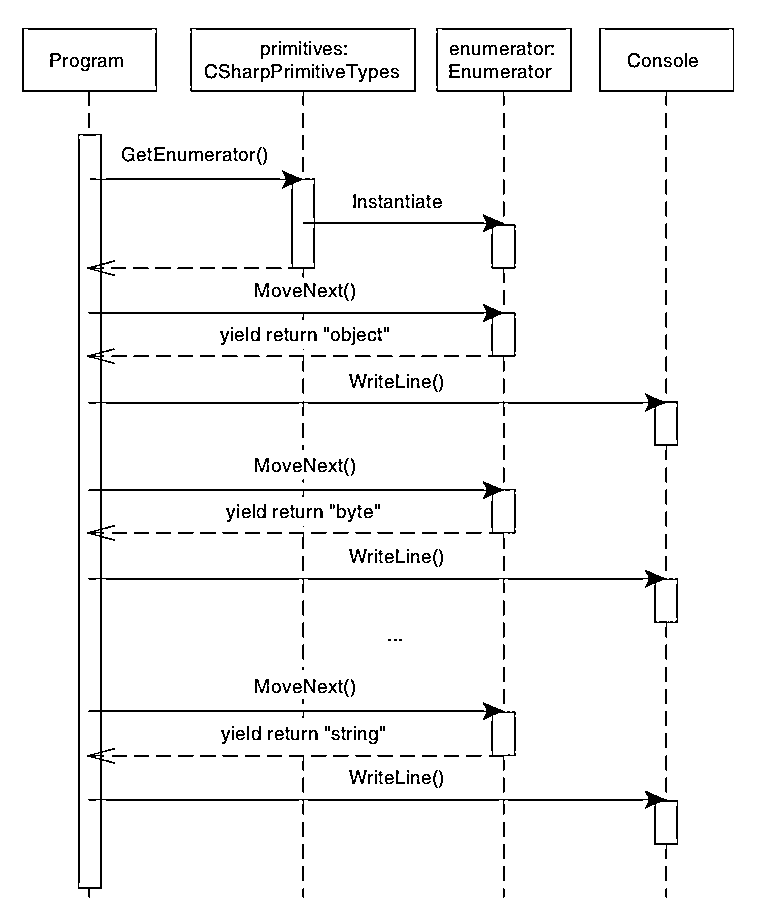 Program
primitives:
CSharpPrimitiveTypes
enumerator:
Enumerator
Console
GetEnumerator()
Instantiate
MoveNext()
yield return "object"
WriteLine()
MoveNext()
yield return "byte"
WriteLine()
...
MoveNext()
yield return "string"
WriteLine()